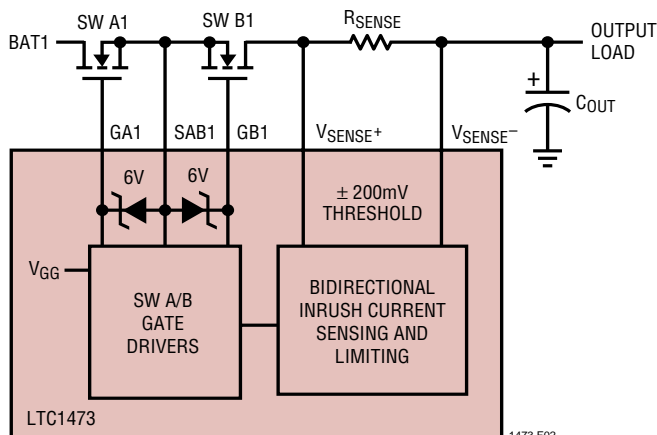 SW A1
SW B1
RSENSE
BAT1
OUTPUT
LOAD
+
COUT
GA1
SAB1
GB1
VSENSE+
VSENSE–
6V
6V
± 200mV
THRESHOLD
VGG
SW A/B
GATE
DRIVERS
BIDIRECTIONAL
INRUSH CURRENT
SENSING AND
LIMITING
LTC1473